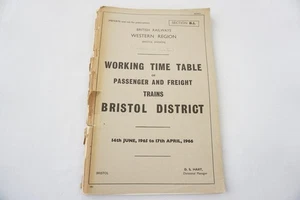 BRITISH RAILWAYS
WESTERN REGION
WORKING TIME TABLE
OF
PASSENGER AND FREIGHT
TRAINS
BRISTOL DISTRICT
14th JUNE, 1965 to 17th APRIL, 1966
BRISTOL